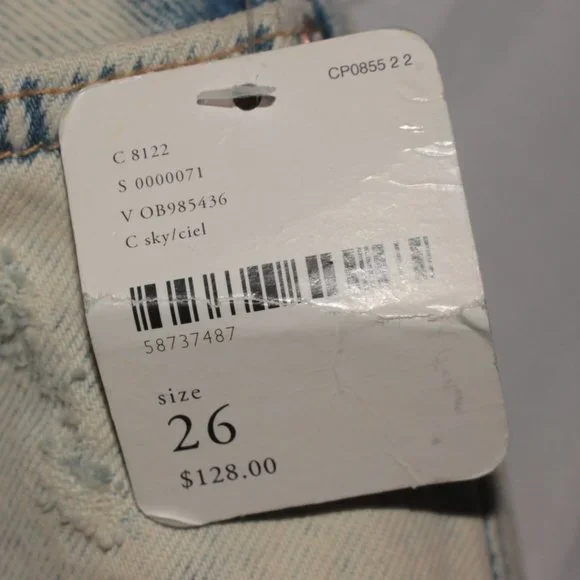 CP0855 2 2
C 8122
S 0000071
V OB985436
C sky/ciel
58737487
size
26
$128.00